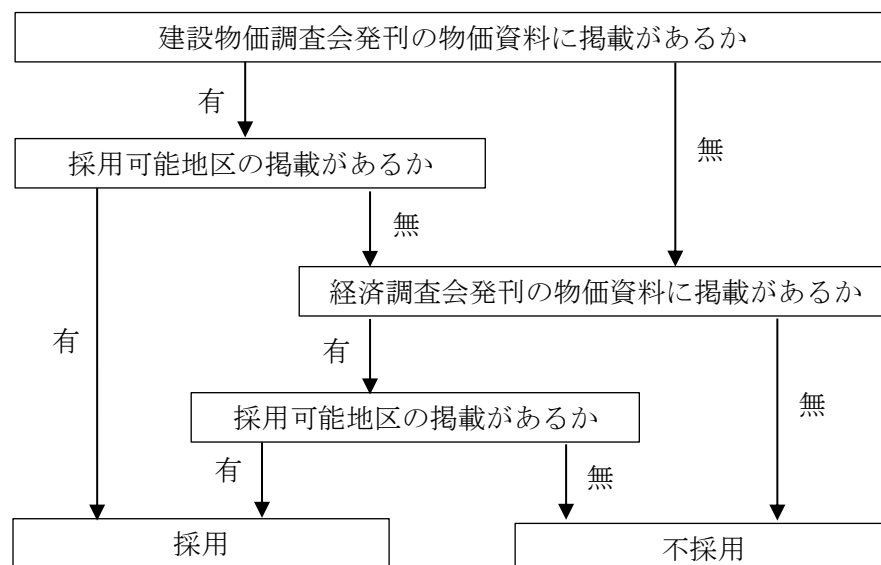 建設物価調査会発刊の物価資料に掲載があるか
有
無
採用可能地区の掲載があるか
無
経済調査会発刊の物価資料に掲載があるか
有
有
無
採用可能地区の掲載があるか
有
無
採用
不採用